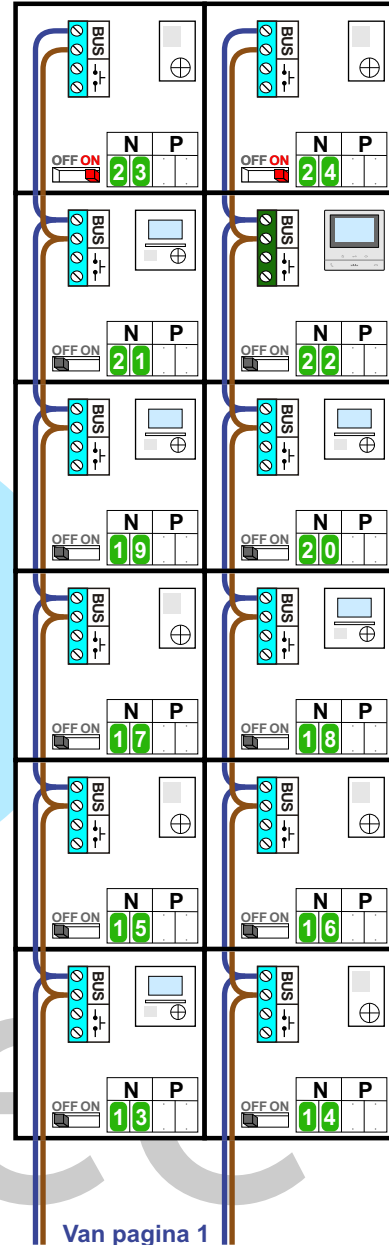 BUS BUS
N P N P
OFF ON 2 3 OFF ON 2 4
BUS BUS
N P N P
OFF ON 2 1 OFF ON 2 2
BUS BUS
N P N P
OFF ON 1 9 OFF ON 2 0
BUS BUS
N P N P
OFF ON 1 7 OFF ON 1 8
BUS BUS
N P N P
OFF ON 1 5 OFF ON 1 6
BUS BUS
N P N P
OFF ON 1 3 OFF ON 1 4
Van pagina 1